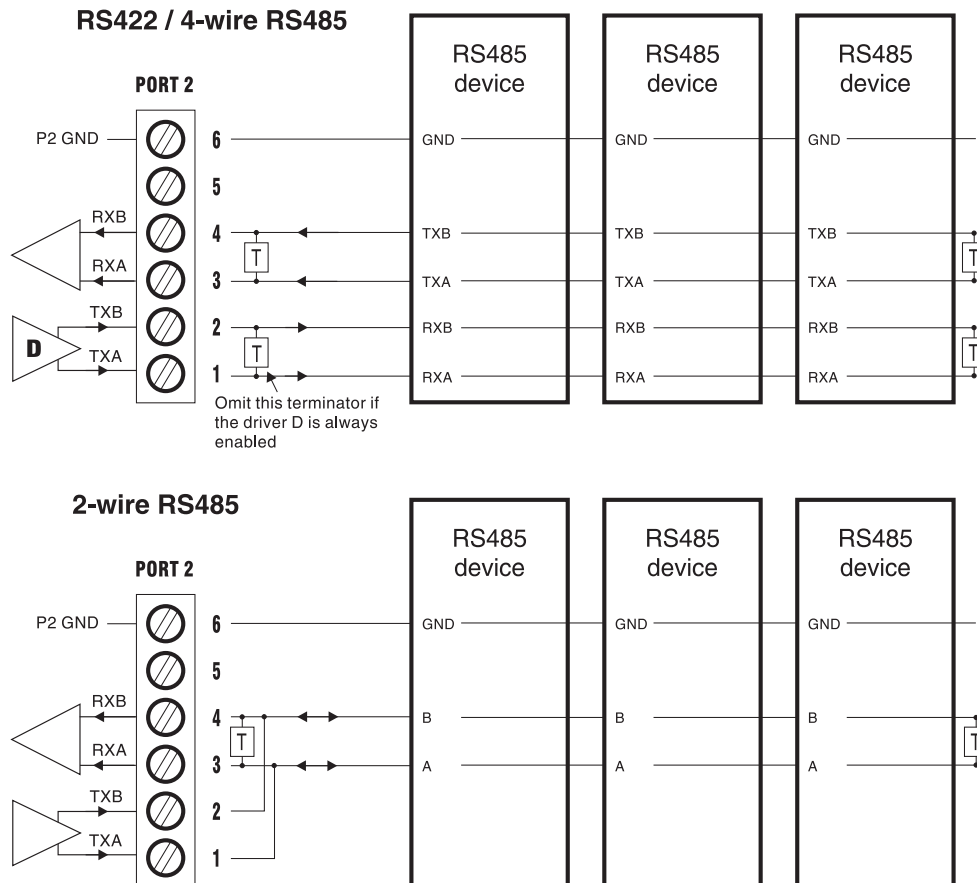 RS422 / 4-wire RS485
RS485 device
RS485 device
RS485 device
PORT 2
P2 GND
6
GND
GND
GND
5
RXB
4
TXB
TXB
TXB
T
T
RXA
3
TXA
TXA
TXA
TXB
2
RXB
RXB
RXB
D
T
T
TXA
1
RXA
RXA
RXA
Omit this terminator if
the driver D is always
enabled
2-wire RS485
RS485 device
RS485 device
RS485 device
PORT 2
P2 GND
6
GND
GND
GND
5
RXB
4
B
B
B
T
T
RXA
3
A
A
A
TXB
2
TXA
1